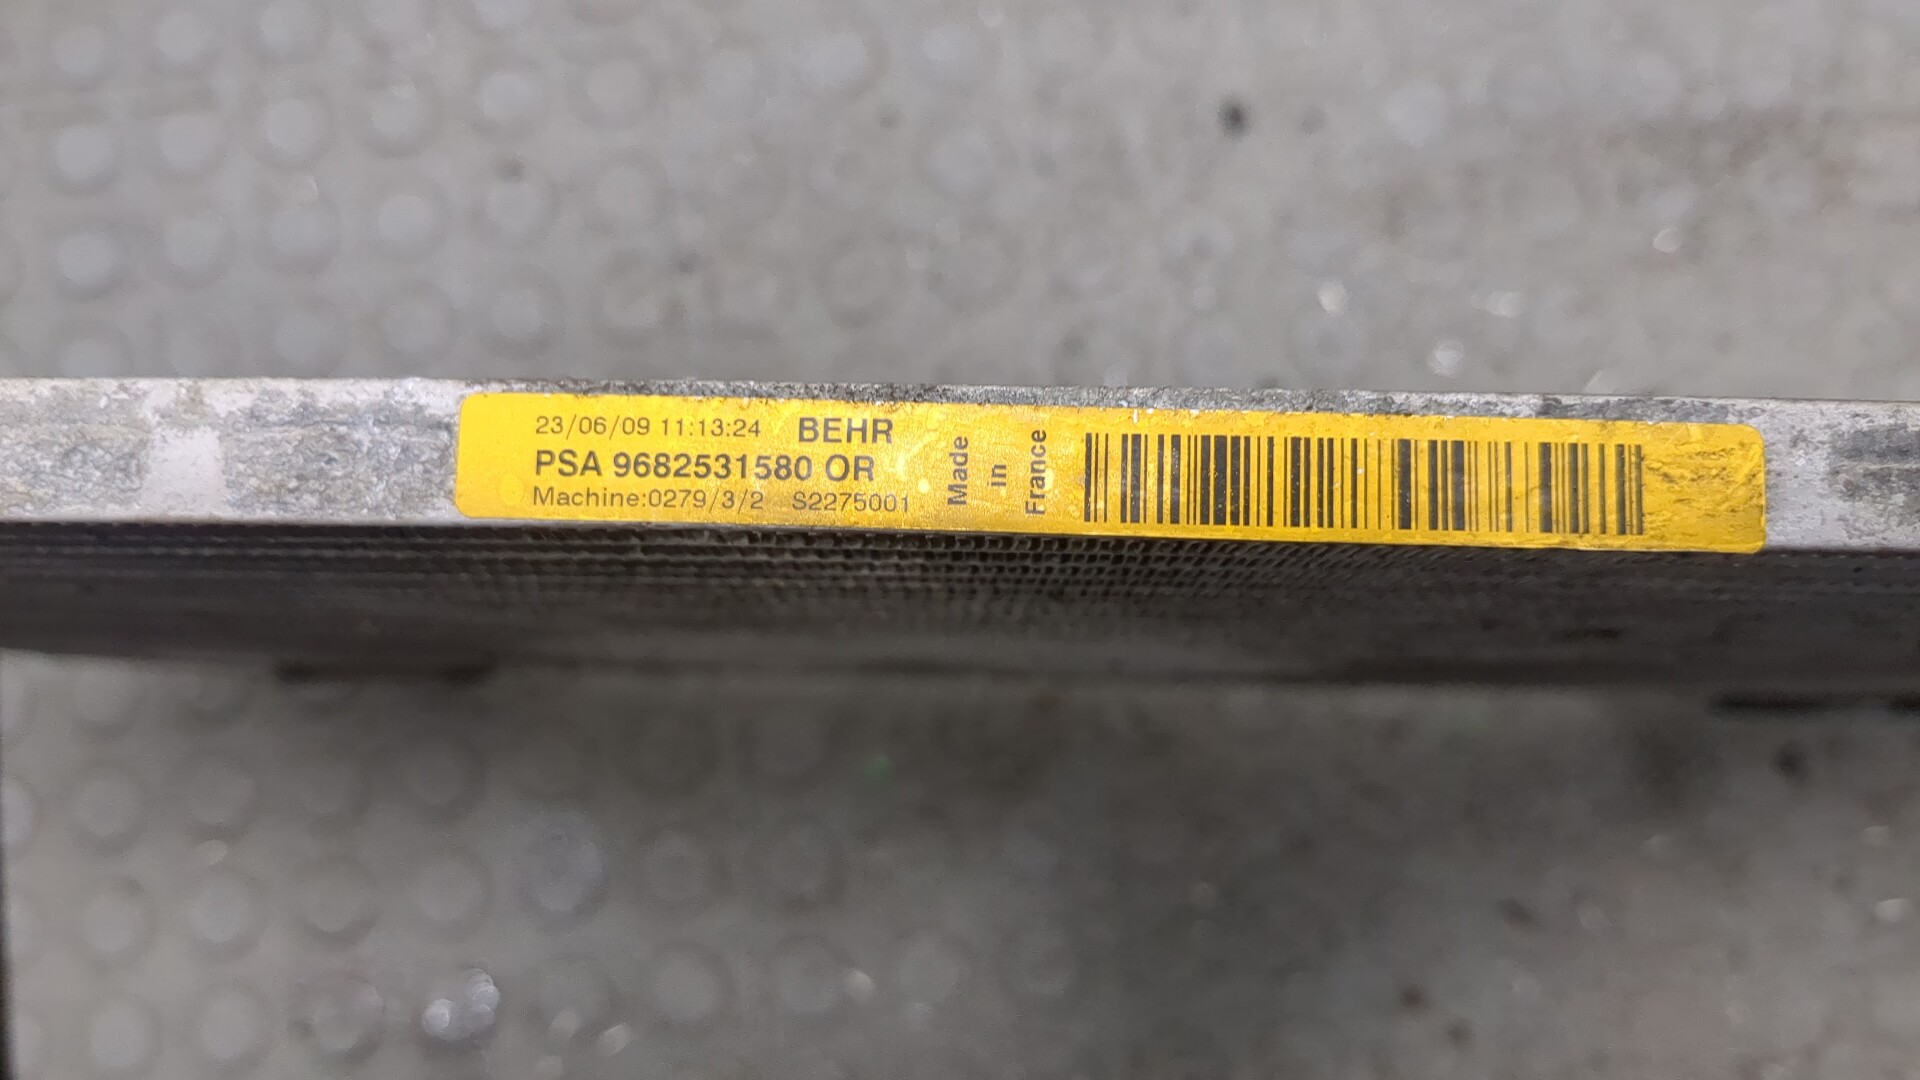 23/06/09 11:13:24 BEHR
PSA 9682531580 OR
Machine:0279/3/2 S2275001
Made
in
France